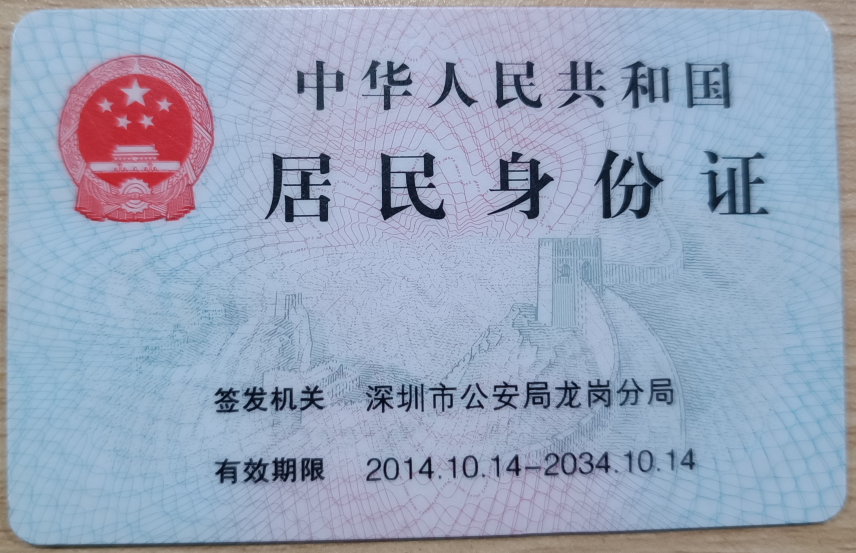 中华人民共和国
居民身份证
签发机关 深圳市公安局龙岗分局
有效期限 2014.10.14-2034.10.14